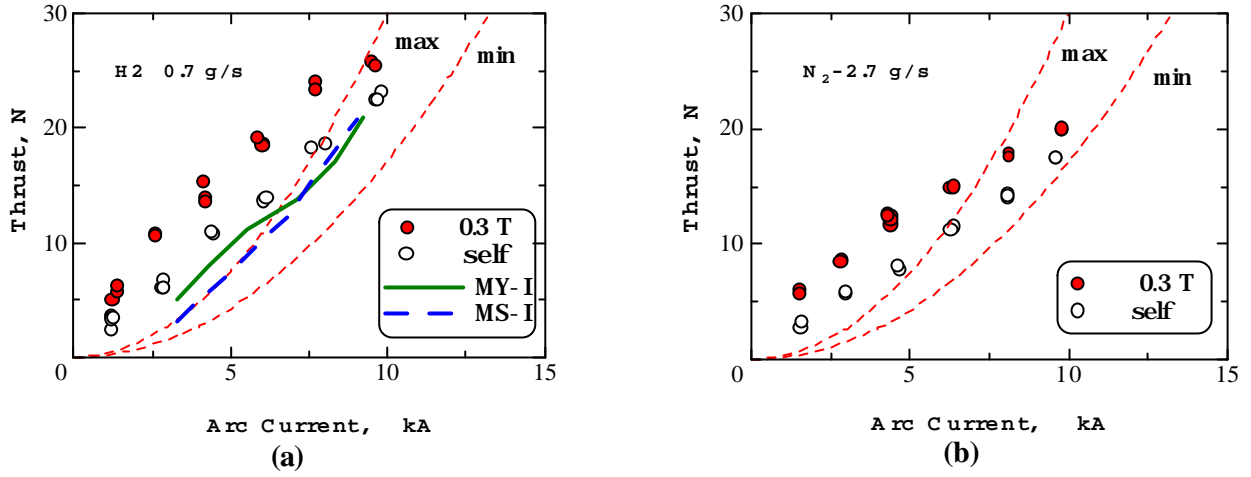 30
20
10
0
Thrust, N
H2 0.7 g/s
max
min
0.3 T
self
MY-I
MS-I
0
5
10
15
Arc Current, kA
(a)
30
20
10
0
Thrust, N
N2-2.7 g/s
max
min
0.3 T
self
0
5
10
15
Arc Current, kA
(b)